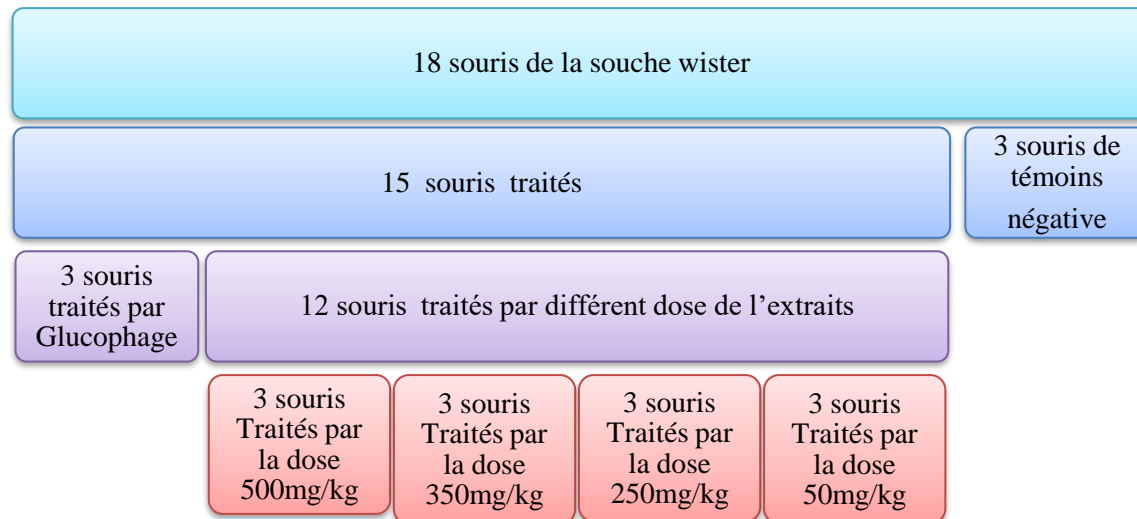 18 souris de la souche wister
15 souris traités
3 souris de
témoins
négative
3 souris
traités par
Glucophage
12 souris traités par différent dose de l’extraits
3 souris
Traités par
la dose
500mg/kg
3 souris
Traités par
la dose
350mg/kg
3 souris
Traités par
la dose
250mg/kg
3 souris
Traités par
la dose
50mg/kg